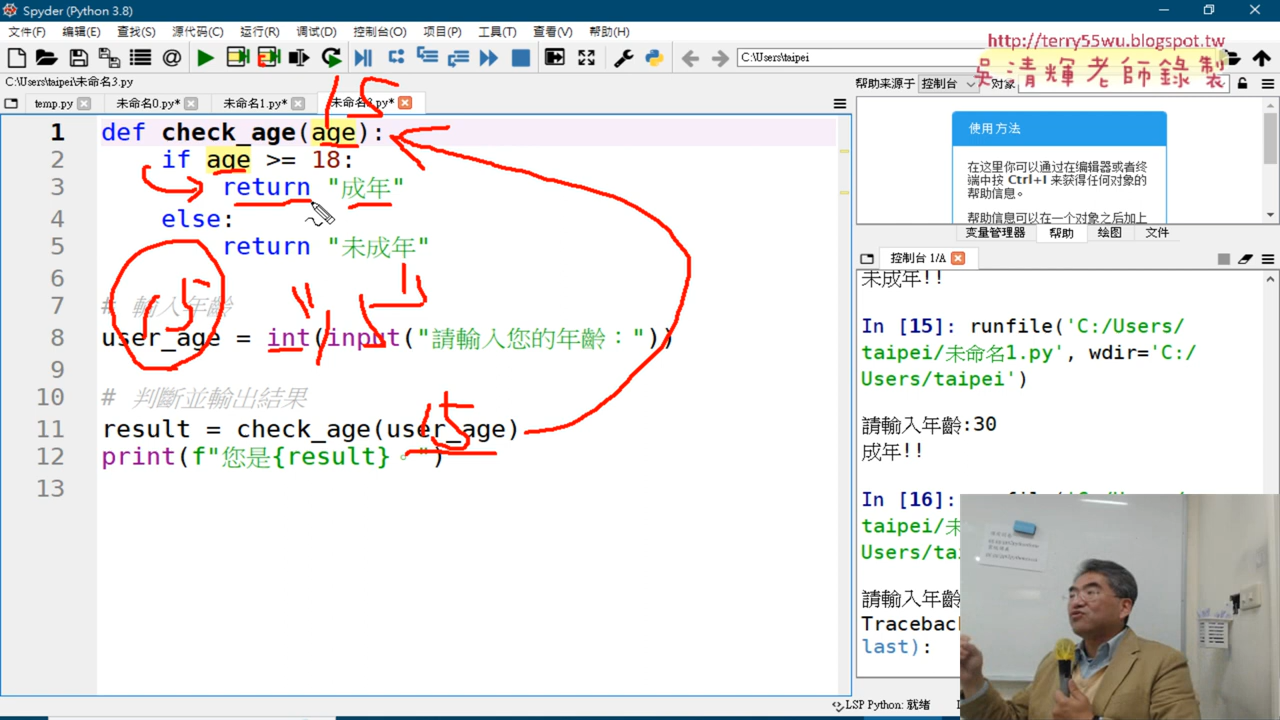 Spyder (Python 3.8)
文件(F) 编辑(E) 查找(S) 源代码(C) 运行(R) 调试(D) 控制台(O) 项目(P) 工具(T) 查看(V) 帮助(H)
http://terry55wu.blogspot.tw
吳清輝老師錄製
C:\Users\taipei
C:\Users\taipei\未命名3.py
帮助来源于 控制台 对象
temp.py 未命名0.py* 未命名1.py* .py*
15
1 def check_age(age):
2 if age >= 18:
3 return "成年"
4 else:
5 return "未成年"
6
15
7 # 輸入年齡
8 user_age = int(input("請輸入您的年齡："))
9
10 # 判斷並輸出結果
15
11 result = check_age(user_age)
12 print(f"您是{result}。")
13
使用方法
在这里你可以通过在编辑器或者终
端中按 Ctrl+I 来获得任何对象的
帮助信息。
帮助信息可以在一个对象之后加上
变量管理器 帮助 绘图 文件
控制台 1/A
未成年!!
In [15]: runfile('C:/Users/
taipei/未命名1.py', wdir='C:/
Users/taipei')
請輸入年齡:30
成年!!
In [16]:
taipei/未
Users/tai
請輸入年齡
Traceback
last):
LSP Python: 就绪